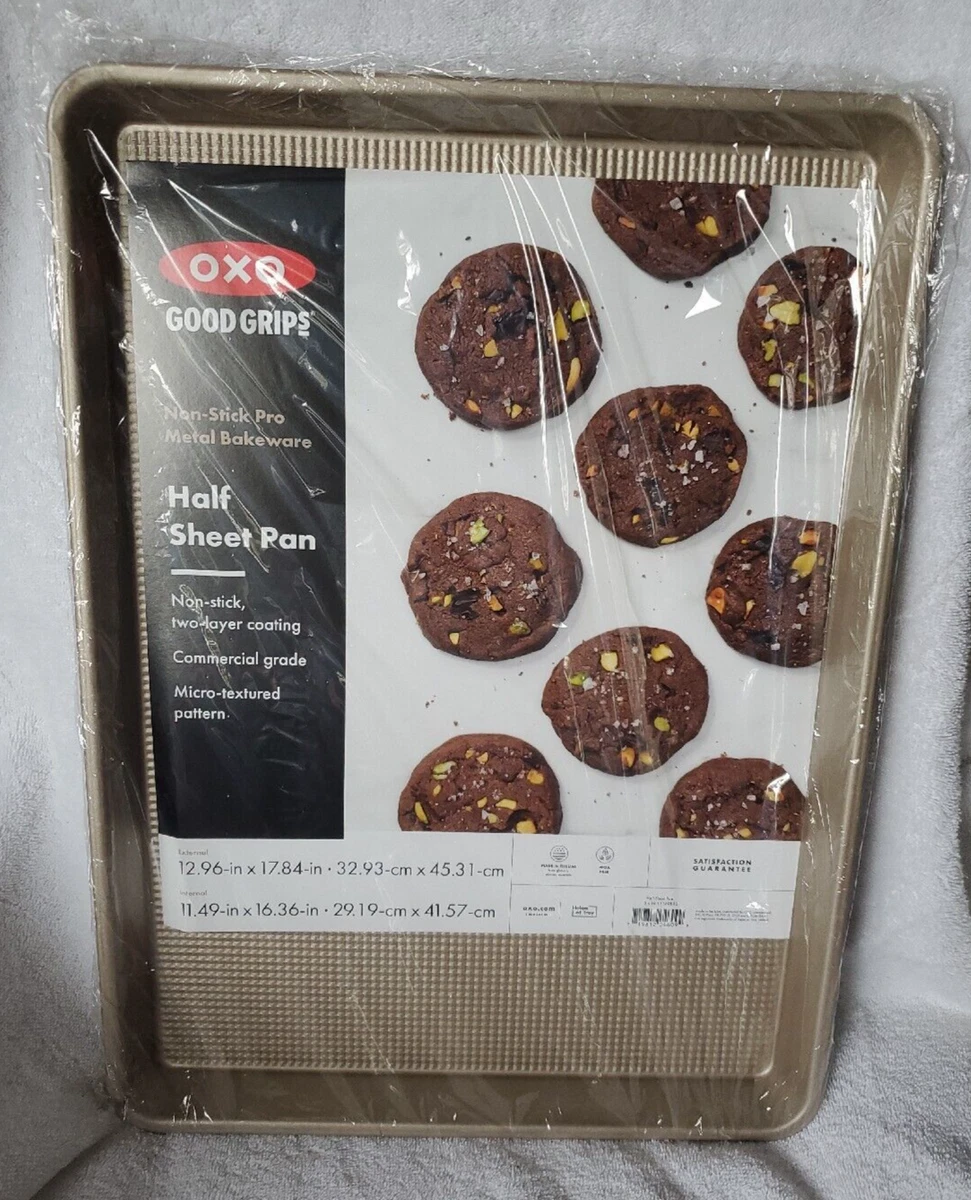 OXO
GOOD GRIPS
Non-Stick Pro
Metal Bakeware
Half
Sheet Pan
Non-stick,
two-layer coating
Commercial grade
Micro-textured
pattern
External
12.96-in x 17.84-in · 32.93-cm x 45.31-cm
Internal
11.49-in x 16.36-in · 29.19-cm x 41.57-cm
SATISFACTION
GUARANTEE
oxo.com